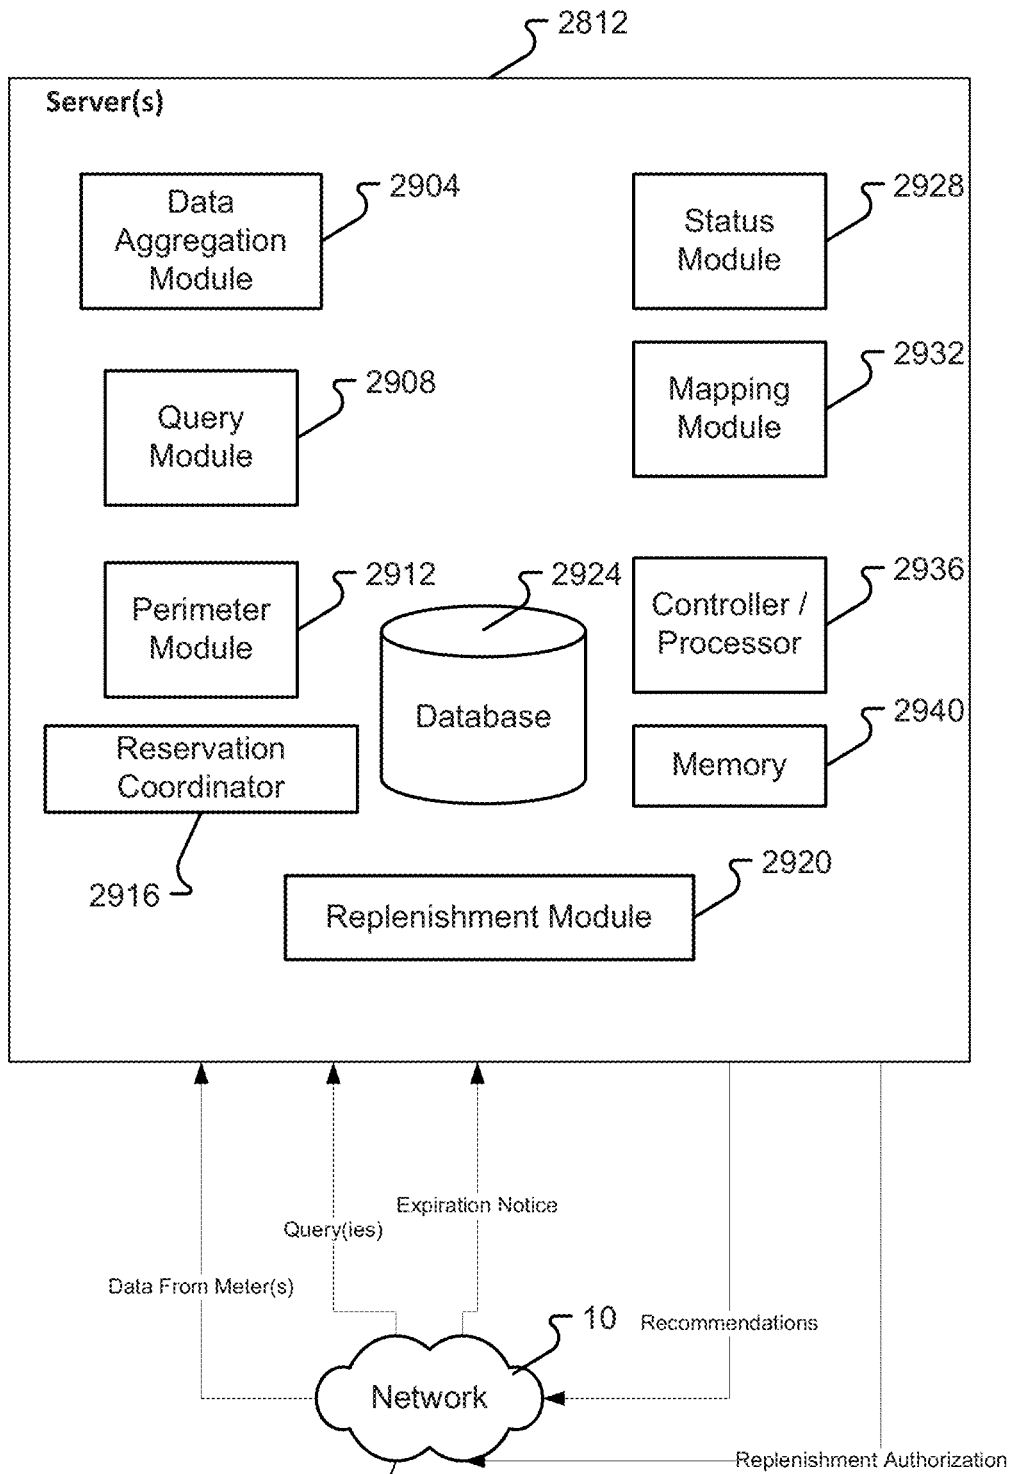 2812
Server(s)
Data
Aggregation
Module
2904
Status
Module
2928
Query
Module
2908
Mapping
Module
2932
Perimeter
Module
2912
Database
2924
Controller /
Processor
2936
Reservation
Coordinator
2916
Memory
2940
Replenishment Module
2920
Expiration Notice
Query(ies)
Data From Meter(s)
10
Recommendations
Network
Replenishment Authorization